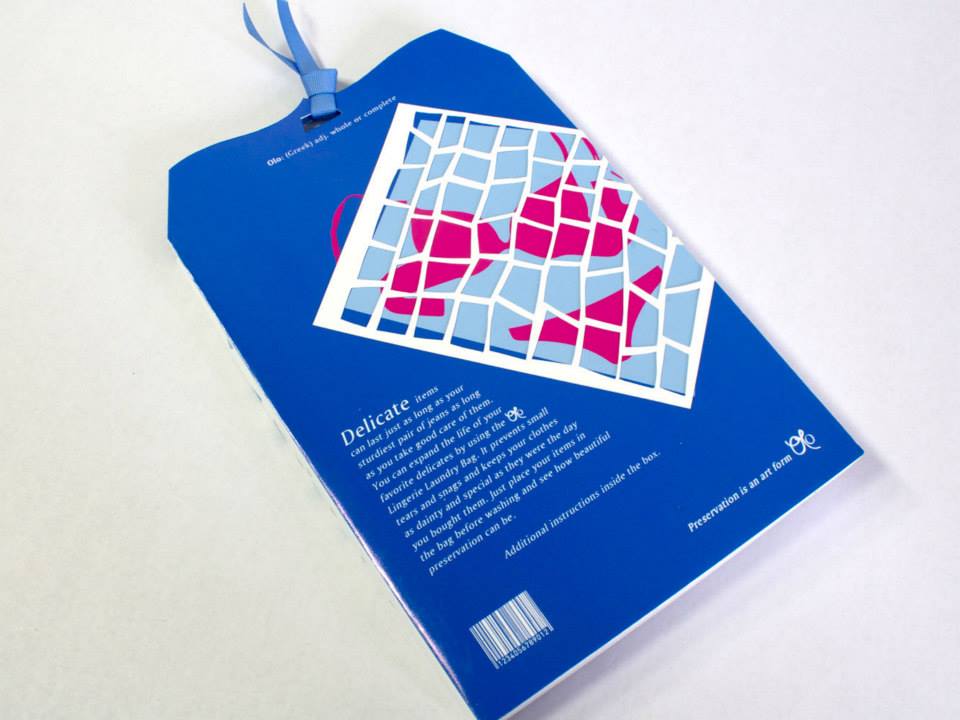 Olo: (Greek) adj- whole or complete
Delicate items
can last just as long as your
sturdiest pair of jeans as long
as you take good care of them.
You can expand the life of your
favorite delicates by using the Olo
Lingerie Laundry Bag. It prevents small
tears and snags and keeps your clothes
as dainty and special as they were the day
you bought them. Just place your items in
the bag before washing and see how beautiful
preservation can be.
Additional instructions inside the box.
Preservation is an art form Olo